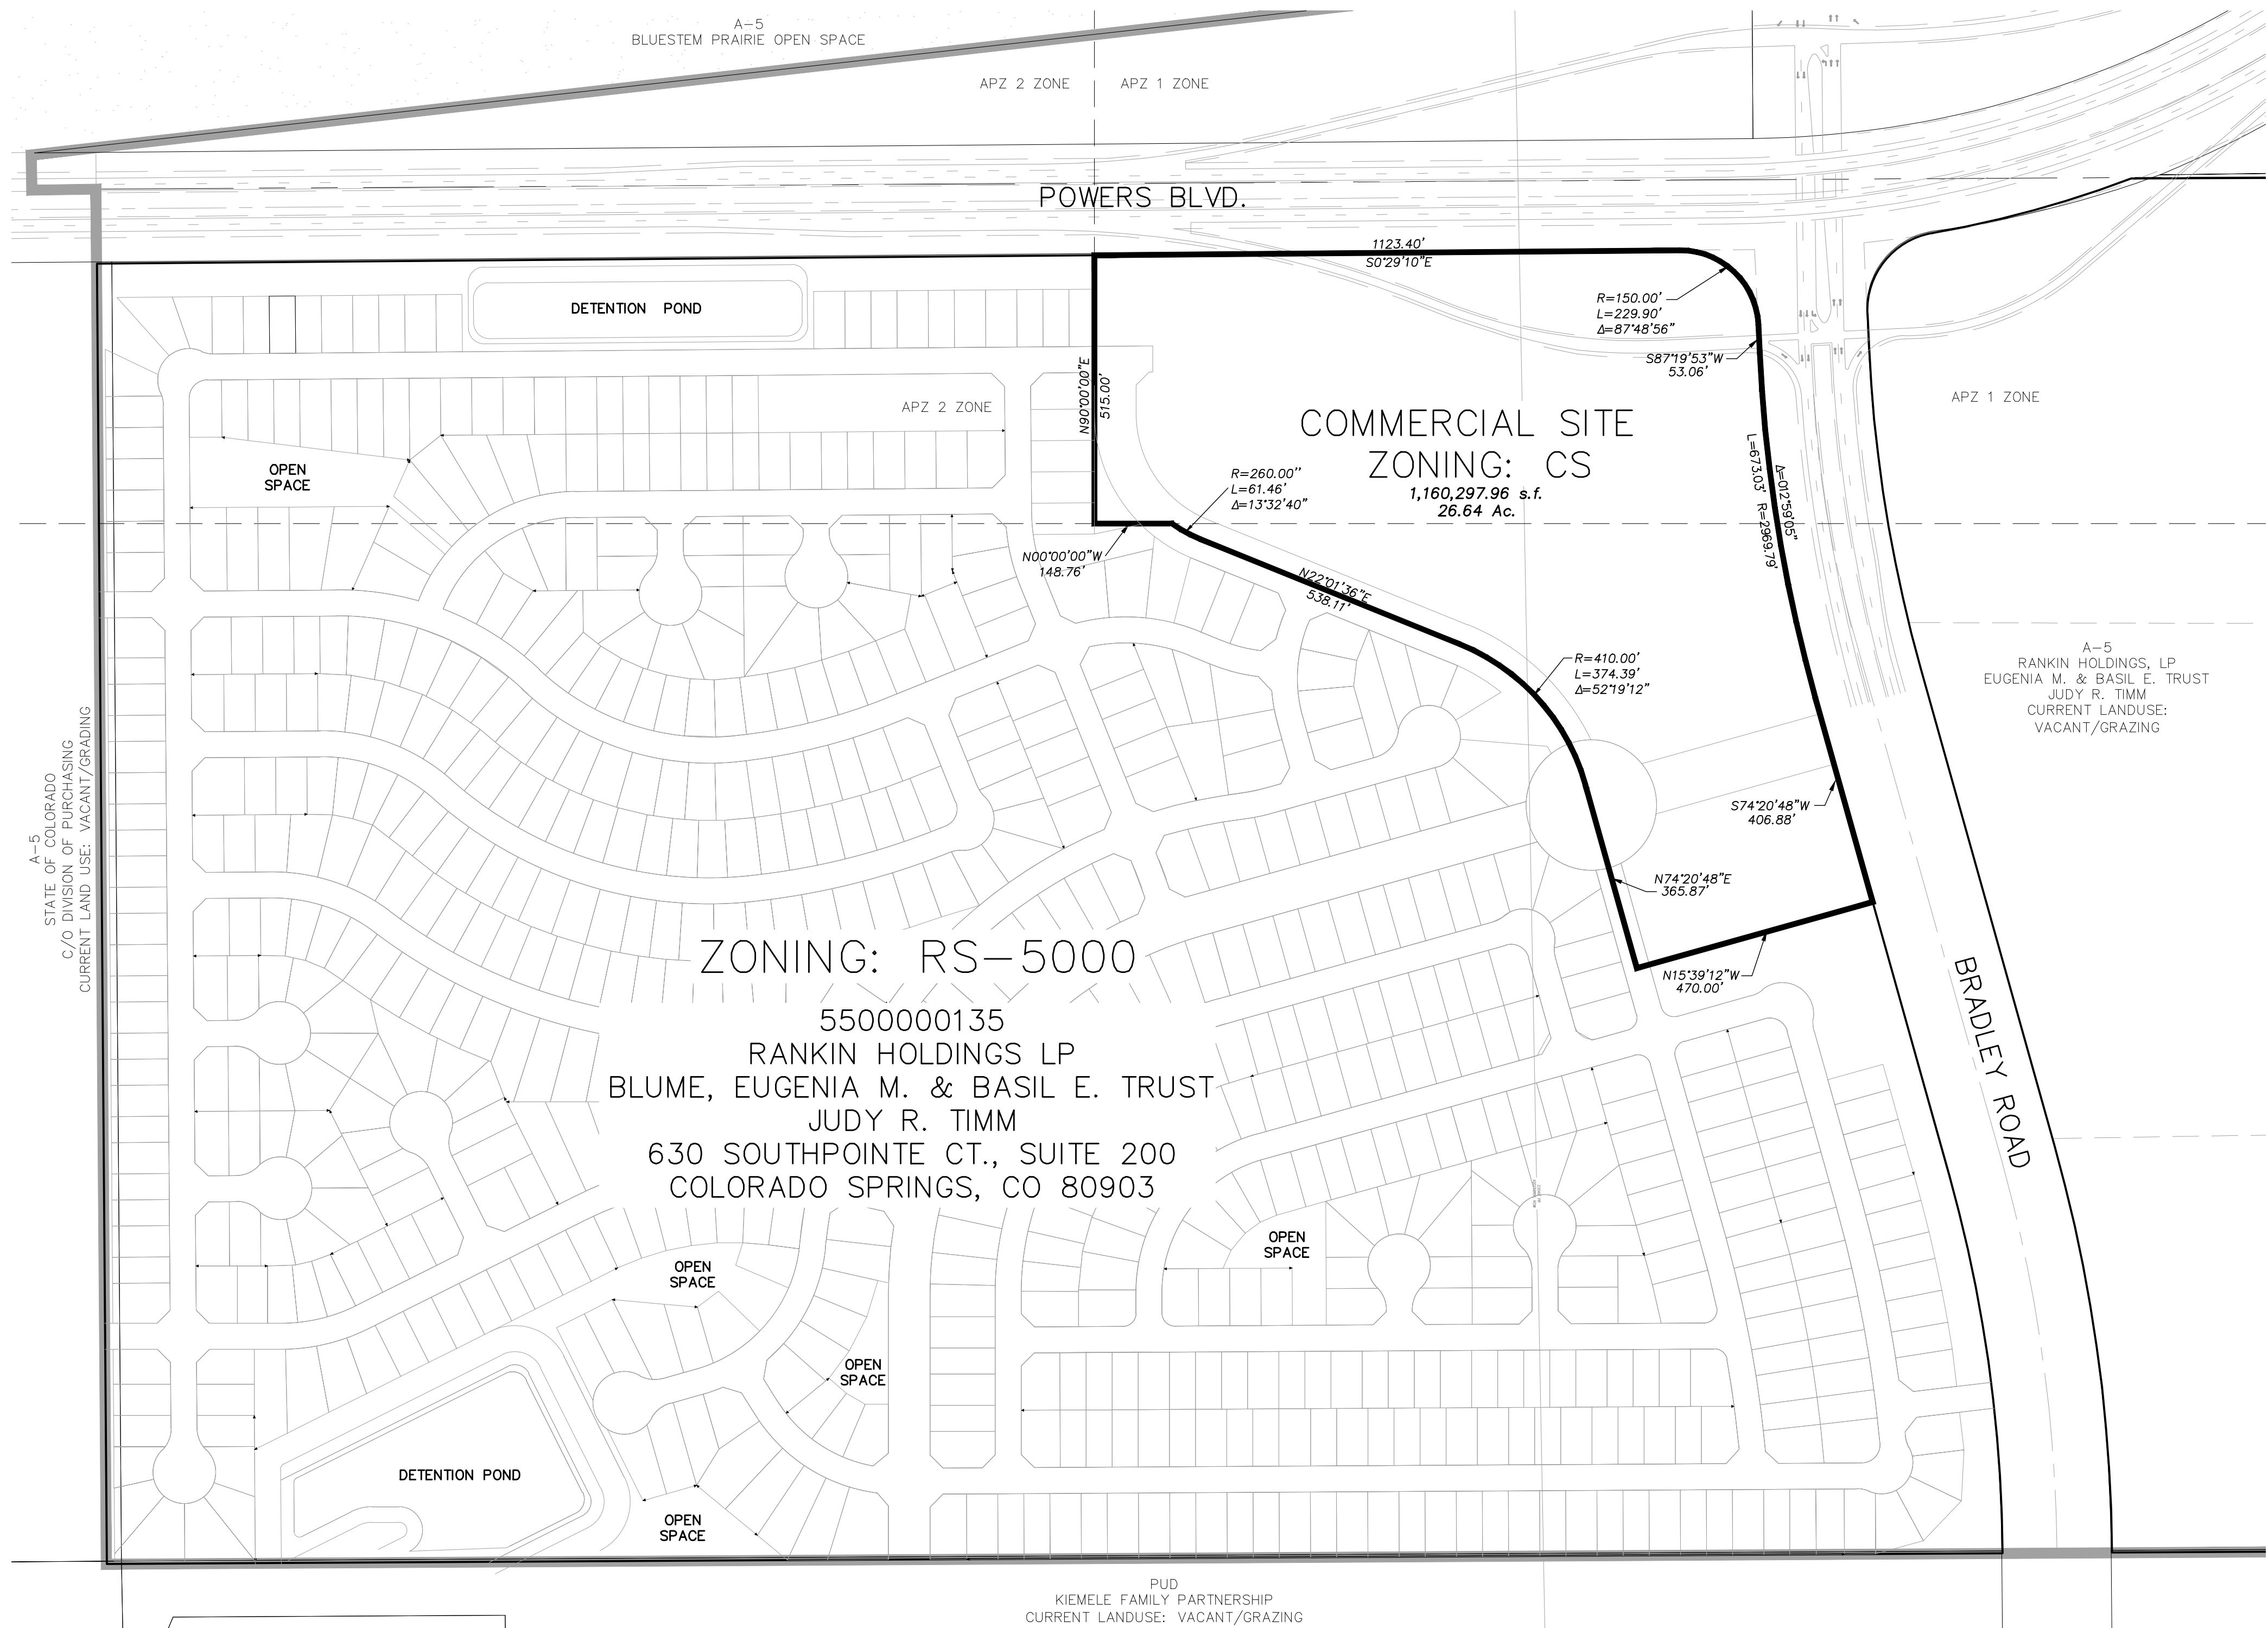 A-5
BLUESTEM PRAIRIE OPEN SPACE
APZ 2 ZONE
APZ 1 ZONE
POWERS BLVD.
1123.40'
S0°29'10"E
R=150.00'
L=229.90'
Δ=87°48'56"
S87°19'53"W
53.06'
DETENTION POND
N90°00'00"E
515.00'
APZ 2 ZONE
APZ 1 ZONE
COMMERCIAL SITE
ZONING: CS
1,160,297.96 s.f.
26.64 Ac.
OPEN
SPACE
R=260.00''
L=61.46'
Δ=13°32'40"
L=673.03' R=2969.79'
Δ=012°59'05"
N00°00'00"W
148.76'
N22°01'36"E
538.11'
R=410.00'
L=374.39'
Δ=52°19'12"
A-5
RANKIN HOLDINGS, LP
EUGENIA M. & BASIL E. TRUST
JUDY R. TIMM
CURRENT LANDUSE:
VACANT/GRAZING
A-5
STATE OF COLORADO
C/O DIVISION OF PURCHASING
CURRENT LAND USE: VACANT/GRADING
S74°20'48"W
406.88'
N74°20'48"E
365.87'
N15°39'12"W
470.00'
ZONING: RS-5000
5500000135
RANKIN HOLDINGS LP
BLUME, EUGENIA M. & BASIL E. TRUST
JUDY R. TIMM
630 SOUTHPOINTE CT., SUITE 200
COLORADO SPRINGS, CO 80903
BRADLEY ROAD
OPEN
SPACE
OPEN
SPACE
OPEN
SPACE
DETENTION POND
OPEN
SPACE
PUD
KIEMELE FAMILY PARTNERSHIP
CURRENT LANDUSE: VACANT/GRAZING